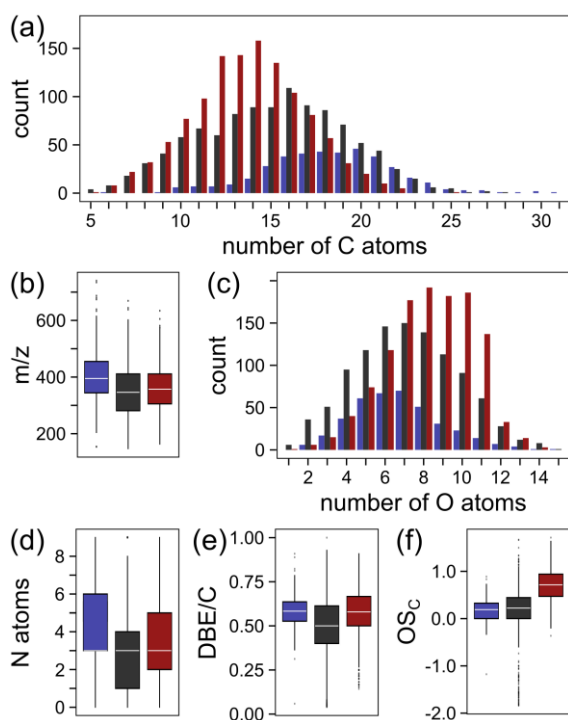 (a)
count
150
100
50
0
5 10 15 20 25 30
number of C atoms
(b)
m/z
600
400
200
(c)
count
150
100
50
0
2 4 6 8 10 12 14
number of O atoms
(d)
N atoms
8
6
4
2
0
(e)
DBE/C
1.00
0.75
0.50
0.25
0.00
(f)
OSC
1.0
0.0
-1.0
-2.0